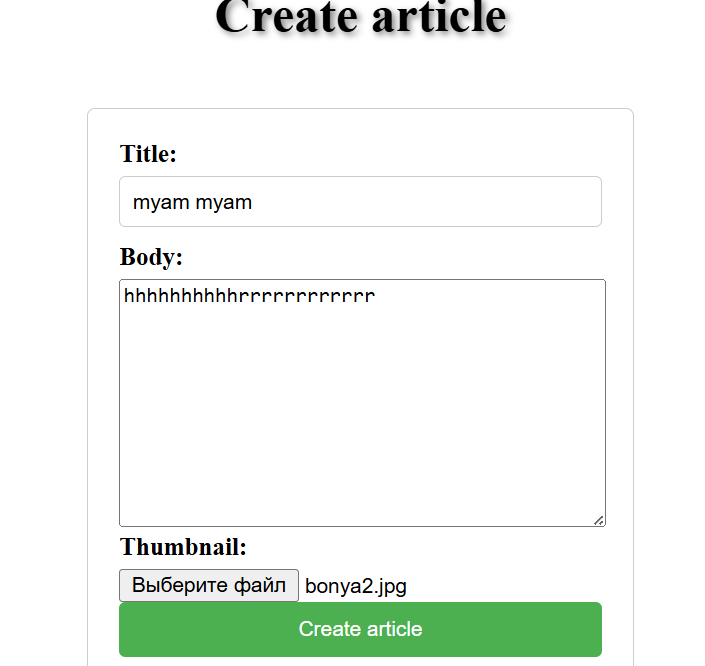 Create article
Title:
myam myam
Body:
hhhhhhhhhhrrrrrrrrrrrr
Thumbnail:
Выберите файл bonya2.jpg
Create article